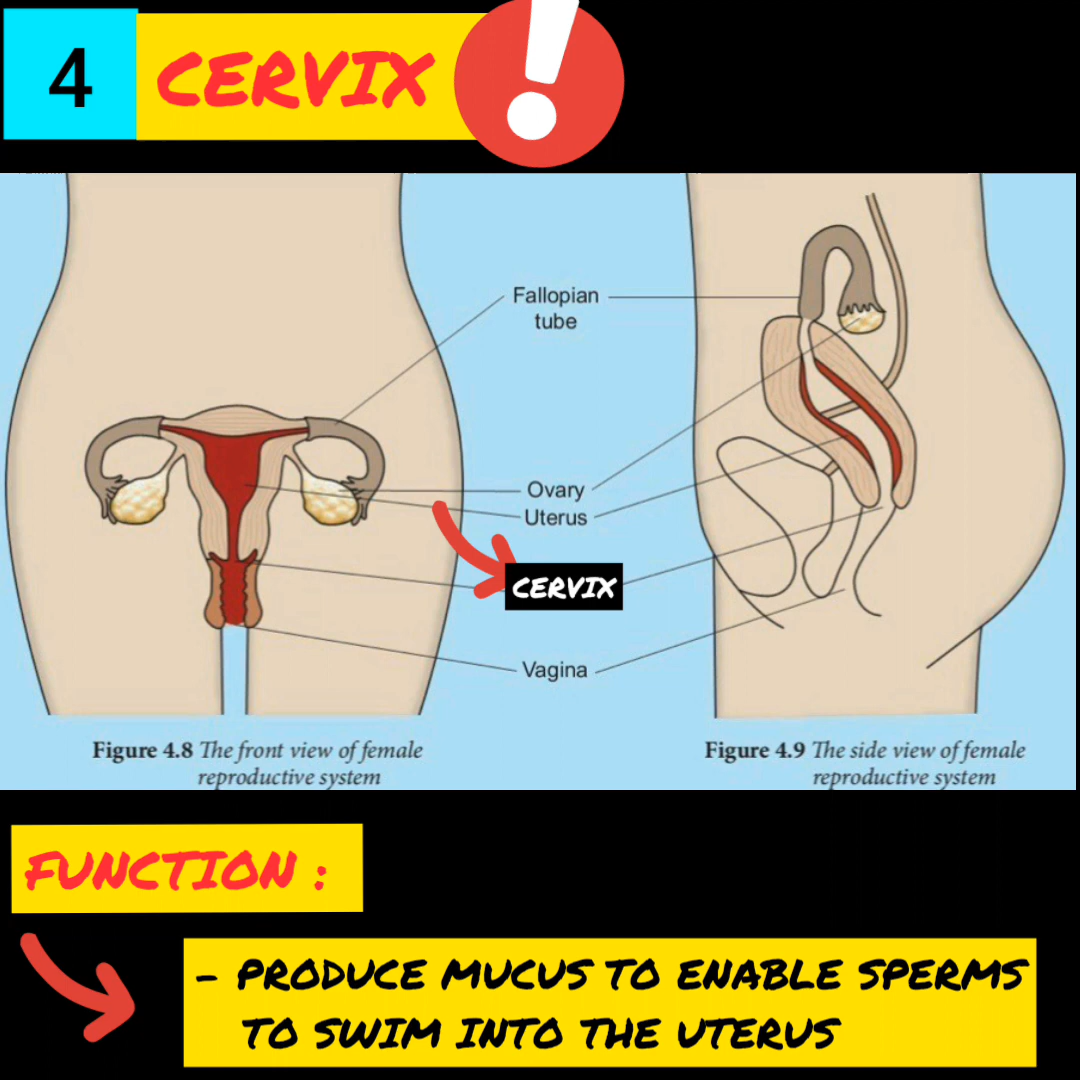 4 CERVIX !
Fallopian
tube
Ovary
Uterus
CERVIX
Vagina
Figure 4.8 The front view of female
reproductive system
Figure 4.9 The side view of female
reproductive system
FUNCTION :
- PRODUCE MUCUS TO ENABLE SPERMS
TO SWIM INTO THE UTERUS